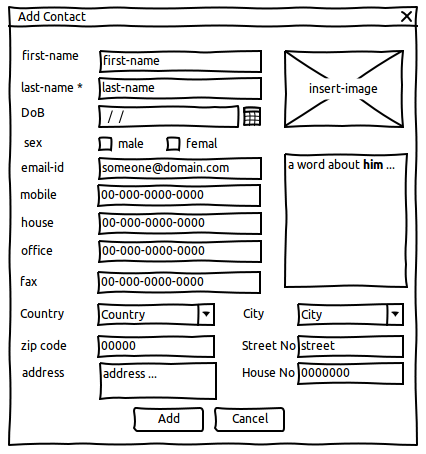 Add Contact
first-name first-name
insert-image
last-name * last-name
DoB / /
sex male femal
email-id someone@domain.com
a word about him ...
mobile 00-000-0000-0000
house 00-000-0000-0000
office 00-000-0000-0000
fax 00-000-0000-0000
Country Country City City
zip code 00000 Street No street
address address ... House No 0000000
Add Cancel